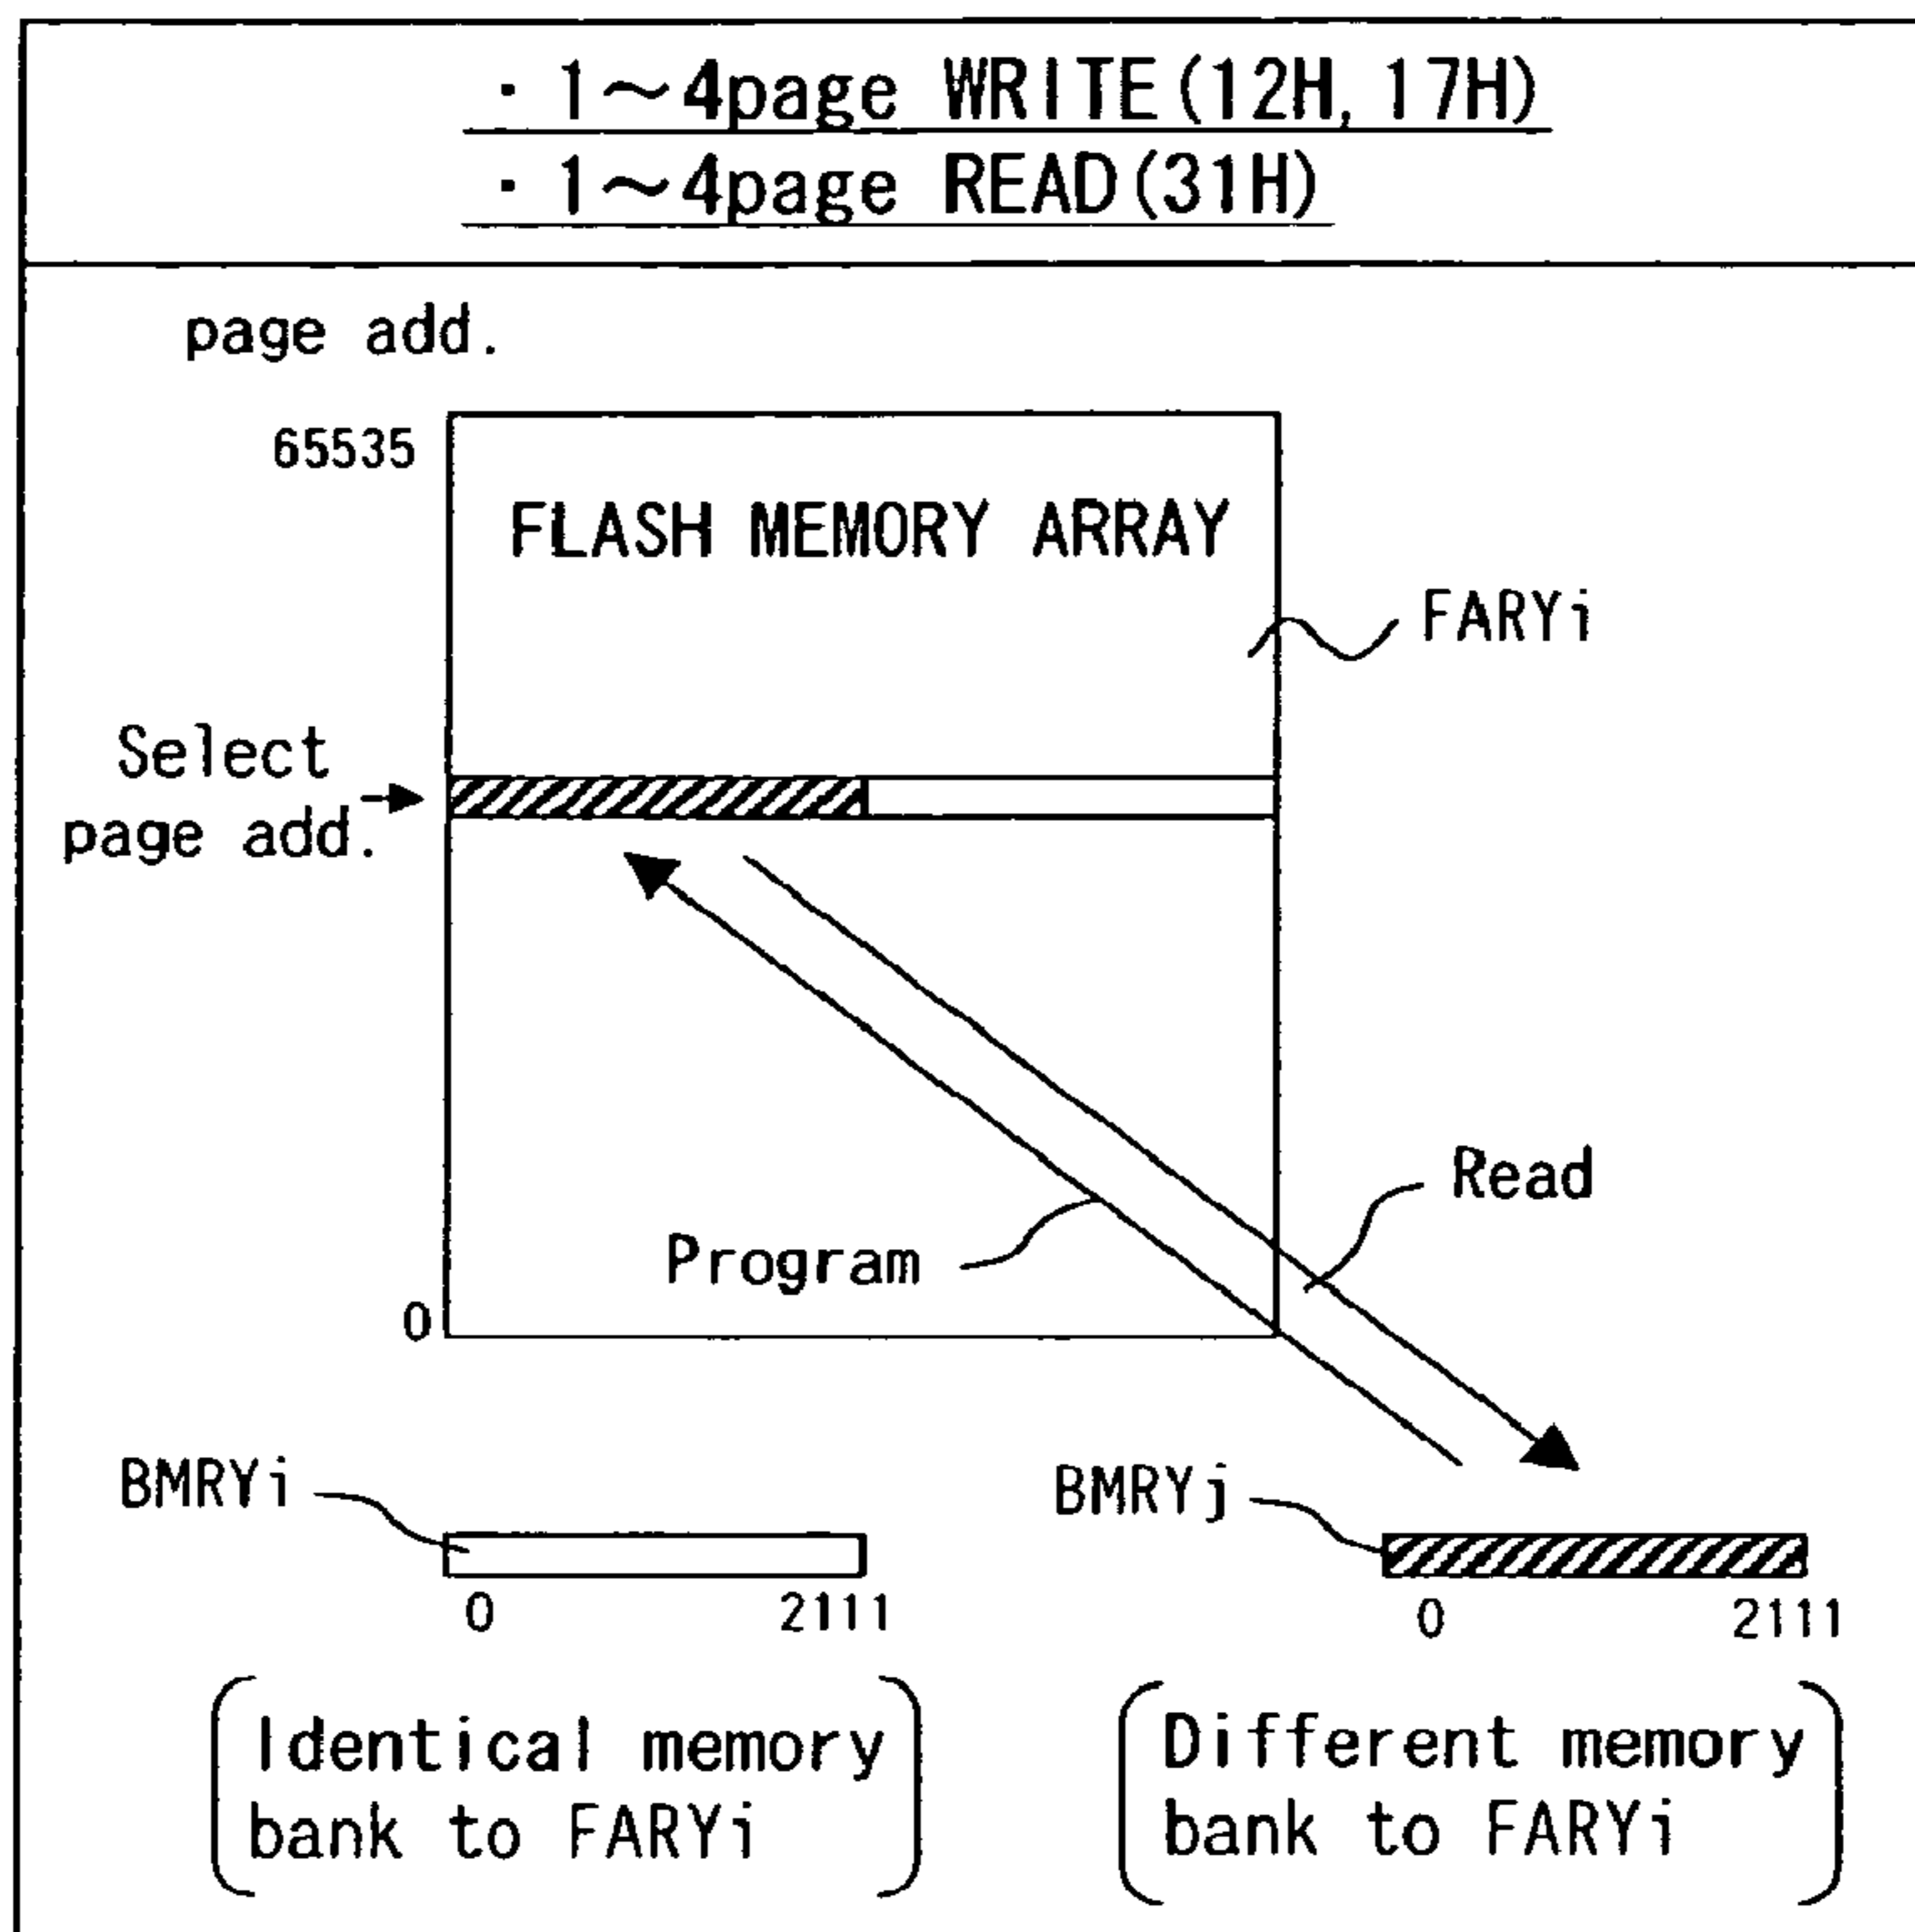 · 1~4page WRITE(12H, 17H)
· 1~4page READ(31H)
page add.
65535
FLASH MEMORY ARRAY
FARYi
Select
page add.
Read
Program
0
BMRYi
BMRYj
0 2111
0 2111
Identical memory
bank to FARYi
Different memory
bank to FARYi